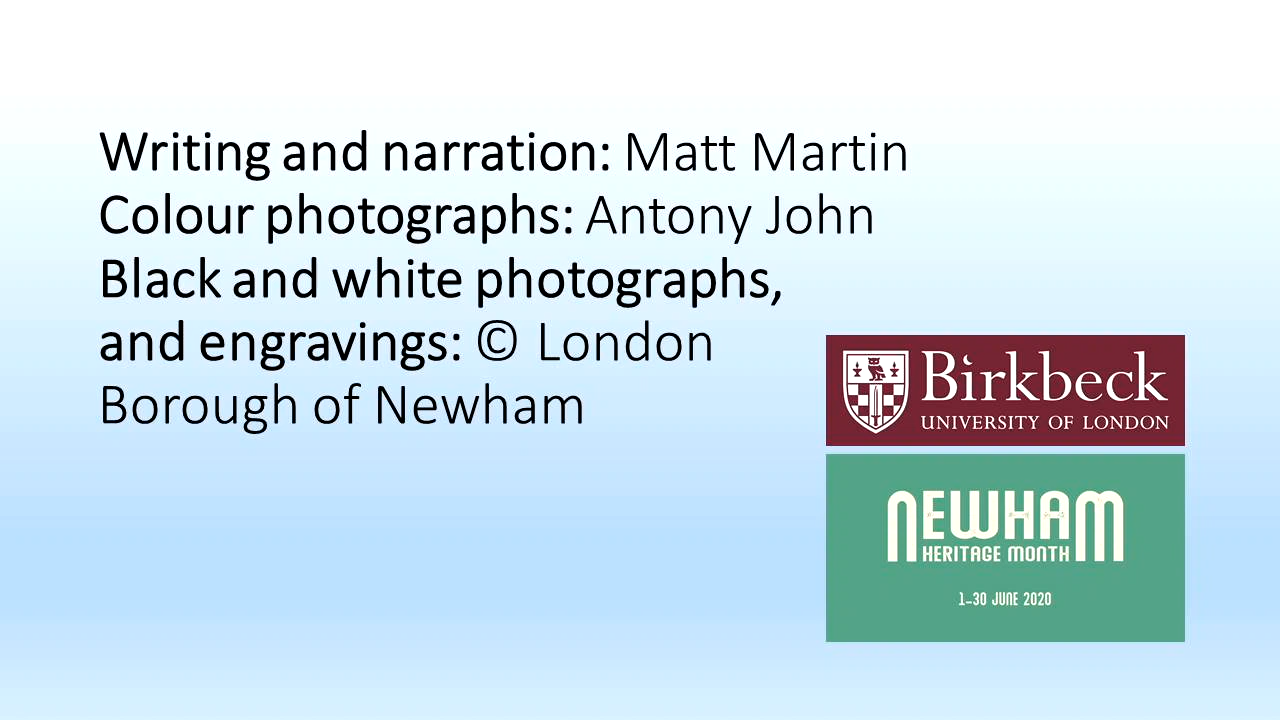 Writing and narration: Matt Martin
Colour photographs: Antony John
Black and white photographs,
and engravings: © London
Borough of Newham
Birkbeck
UNIVERSITY OF LONDON
NEWHAM
HERITAGE MONTH
1–30 JUNE 2020